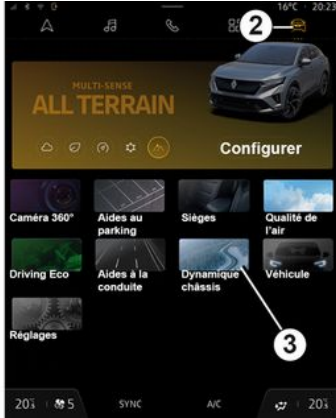 16°C · 20:23
2
MULTI-SENSE
ALL TERRAIN
Configurer
Caméra 360°
Aides au
parking
Sièges
Qualité de
l'air
Driving Eco
Aides à la
conduite
Dynamique
châssis
Véhicule
3
Réglages
20
5
SYNC
A/C
20